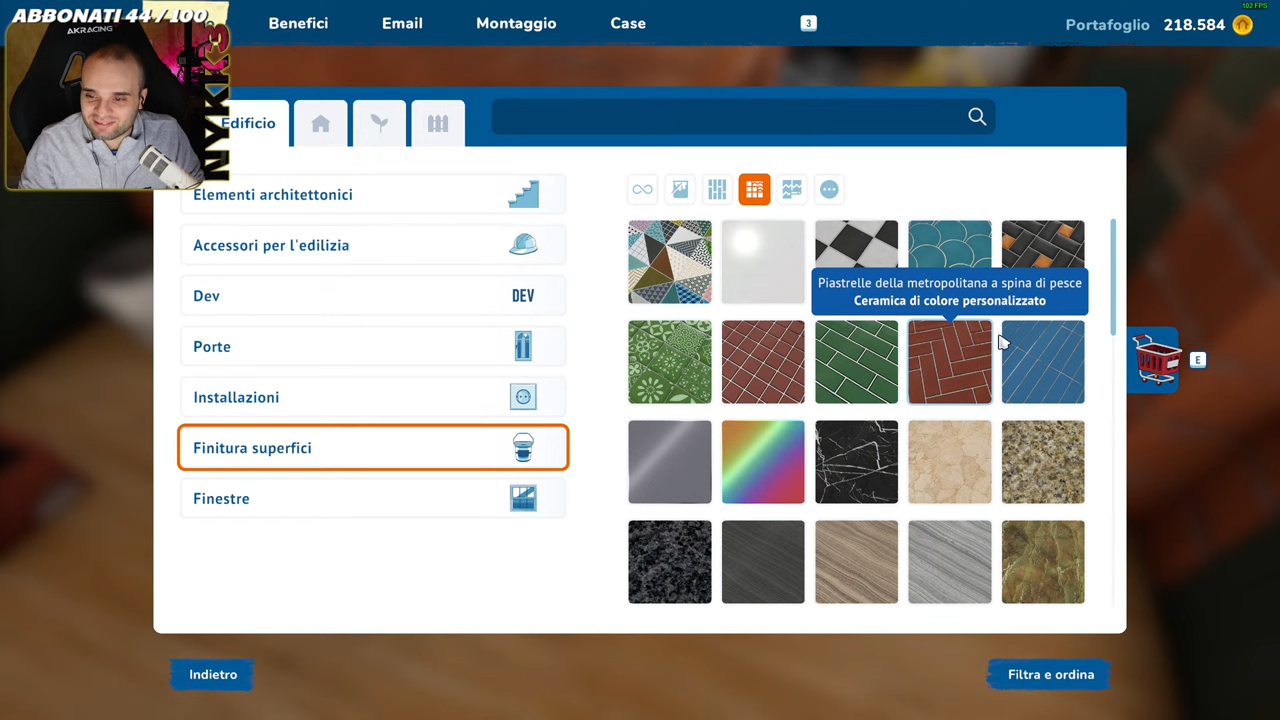 ABBONATI 44/100
AKRACING
NYKK3
Benefici
Email
Montaggio
Case
3
102 FPS
Portafoglio 218.584
Edificio
Elementi architettonici
Accessori per l'edilizia
Dev
DEV
Porte
Installazioni
Finitura superfici
Finestre
Piastrelle della metropolitana a spina di pesce
Ceramica di colore personalizzato
E
Indietro
Filtra e ordina